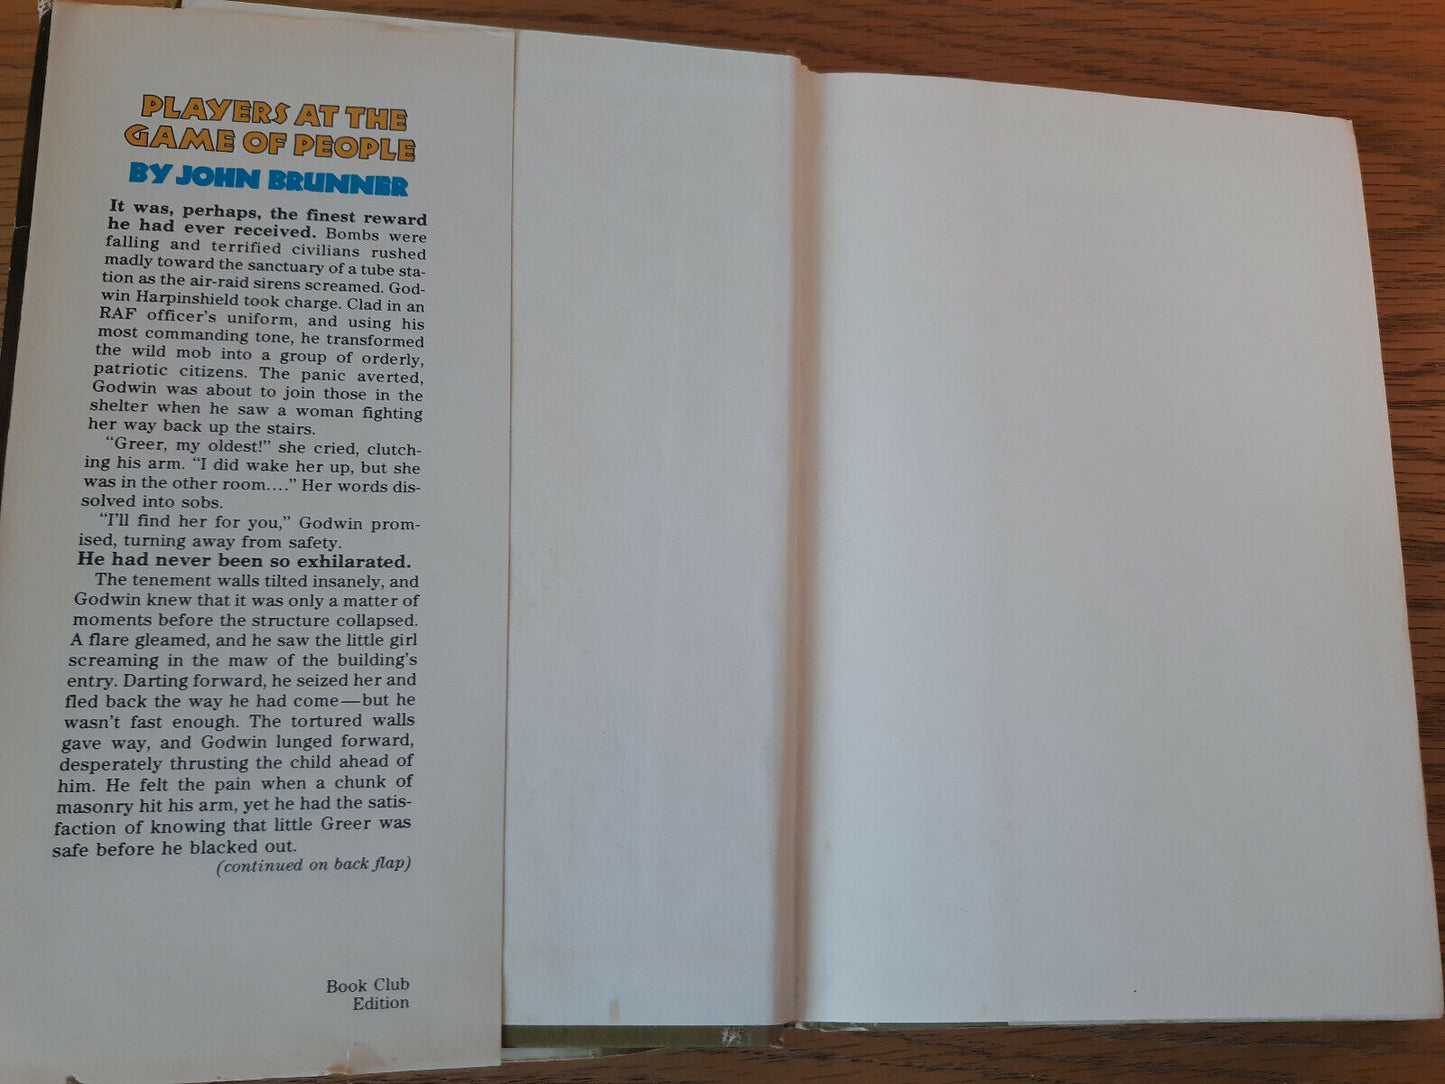 PLAYERS AT THE
GAME OF PEOPLE
BY JOHN BRUNNER
It was, perhaps, the finest reward
he had ever received. Bombs were
falling and terrified civilians rushed
madly toward the sanctuary of a tube sta-
tion as the air-raid sirens screamed. God-
win Harpinshield took charge. Clad in an
RAF officer's uniform, and using his
most commanding tone, he transformed
the wild mob into a group of orderly,
patriotic citizens. The panic averted,
Godwin was about to join those in the
shelter when he saw a woman fighting
her way back up the stairs.
"Greer, my oldest!" she cried, clutch-
ing his arm. "I did wake her up, but she
was in the other room...." Her words dis-
solved into sobs.
"I'll find her for you," Godwin prom-
ised, turning away from safety.
He had never been so exhilarated.
The tenement walls tilted insanely, and
Godwin knew that it was only a matter of
moments before the structure collapsed.
A flare gleamed, and he saw the little girl
screaming in the maw of the building's
entry. Darting forward, he seized her and
fled back the way he had come—but he
wasn't fast enough. The tortured walls
gave way, and Godwin lunged forward,
desperately thrusting the child ahead of
him. He felt the pain when a chunk of
masonry hit his arm, yet he had the satis-
faction of knowing that little Greer was
safe before he blacked out.
(continued on back flap)
Book Club
Edition